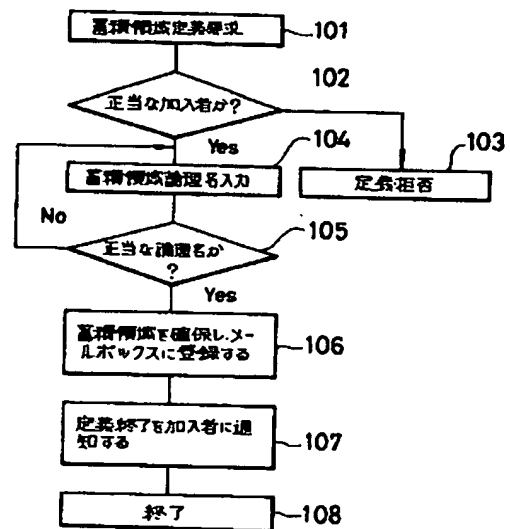 蓄積領域定義要求
101
102
正当な加入者か?
Yes
104
103
蓄積領域論理名入力
定義拒否
No
正当な論理名か
?
105
Yes
蓄積領域を確保し、メー
ルボックスに登録する
106
定義終了を加入者に通
知する
107
終了
108